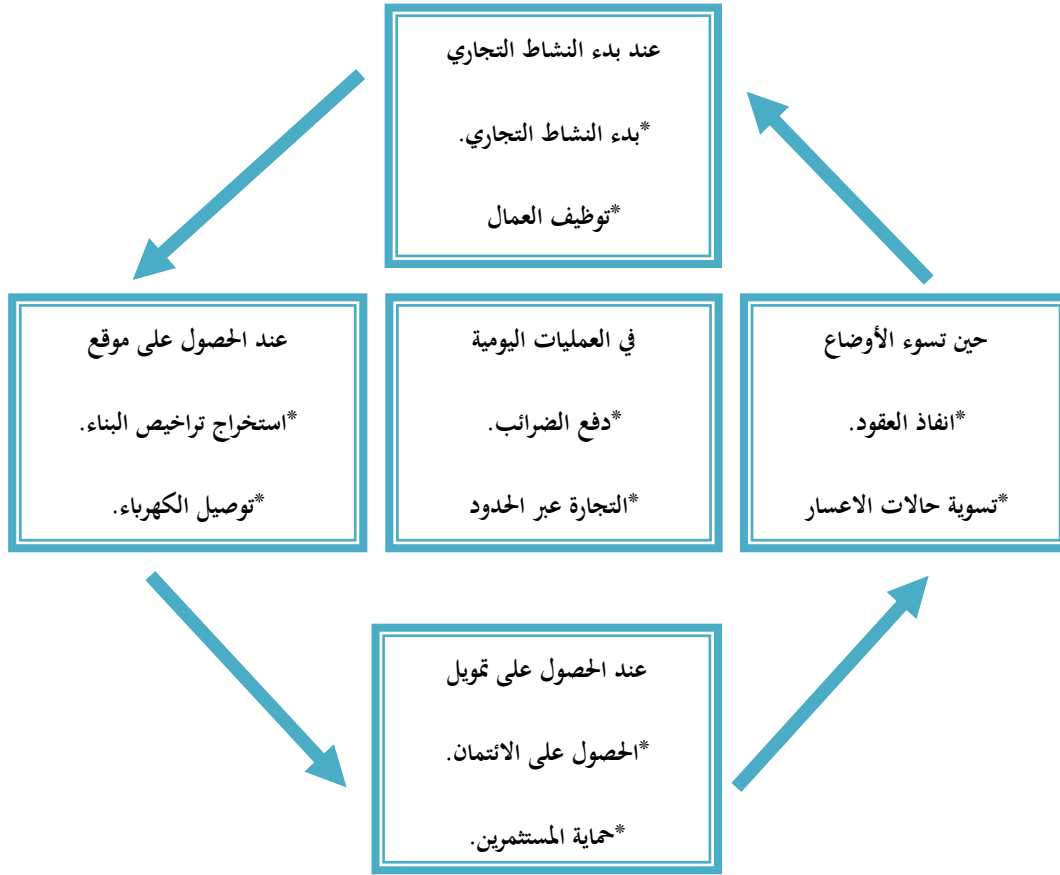 عند بدء النشاط التجاري
*بدء النشاط التجاري.
*توظيف العمال
حين تسوء الأوضاع
*انفاذ العقود.
*تسوية حالات الاعسار
في العمليات اليومية
*دفع الضرائب.
*التجارة عبر الحدود
عند الحصول على موقع
*استخراج تراخيص البناء.
*توصيل الكهرباء.
عند الحصول على تمويل
*الحصول على الائتمان.
*حماية المستثمرين.